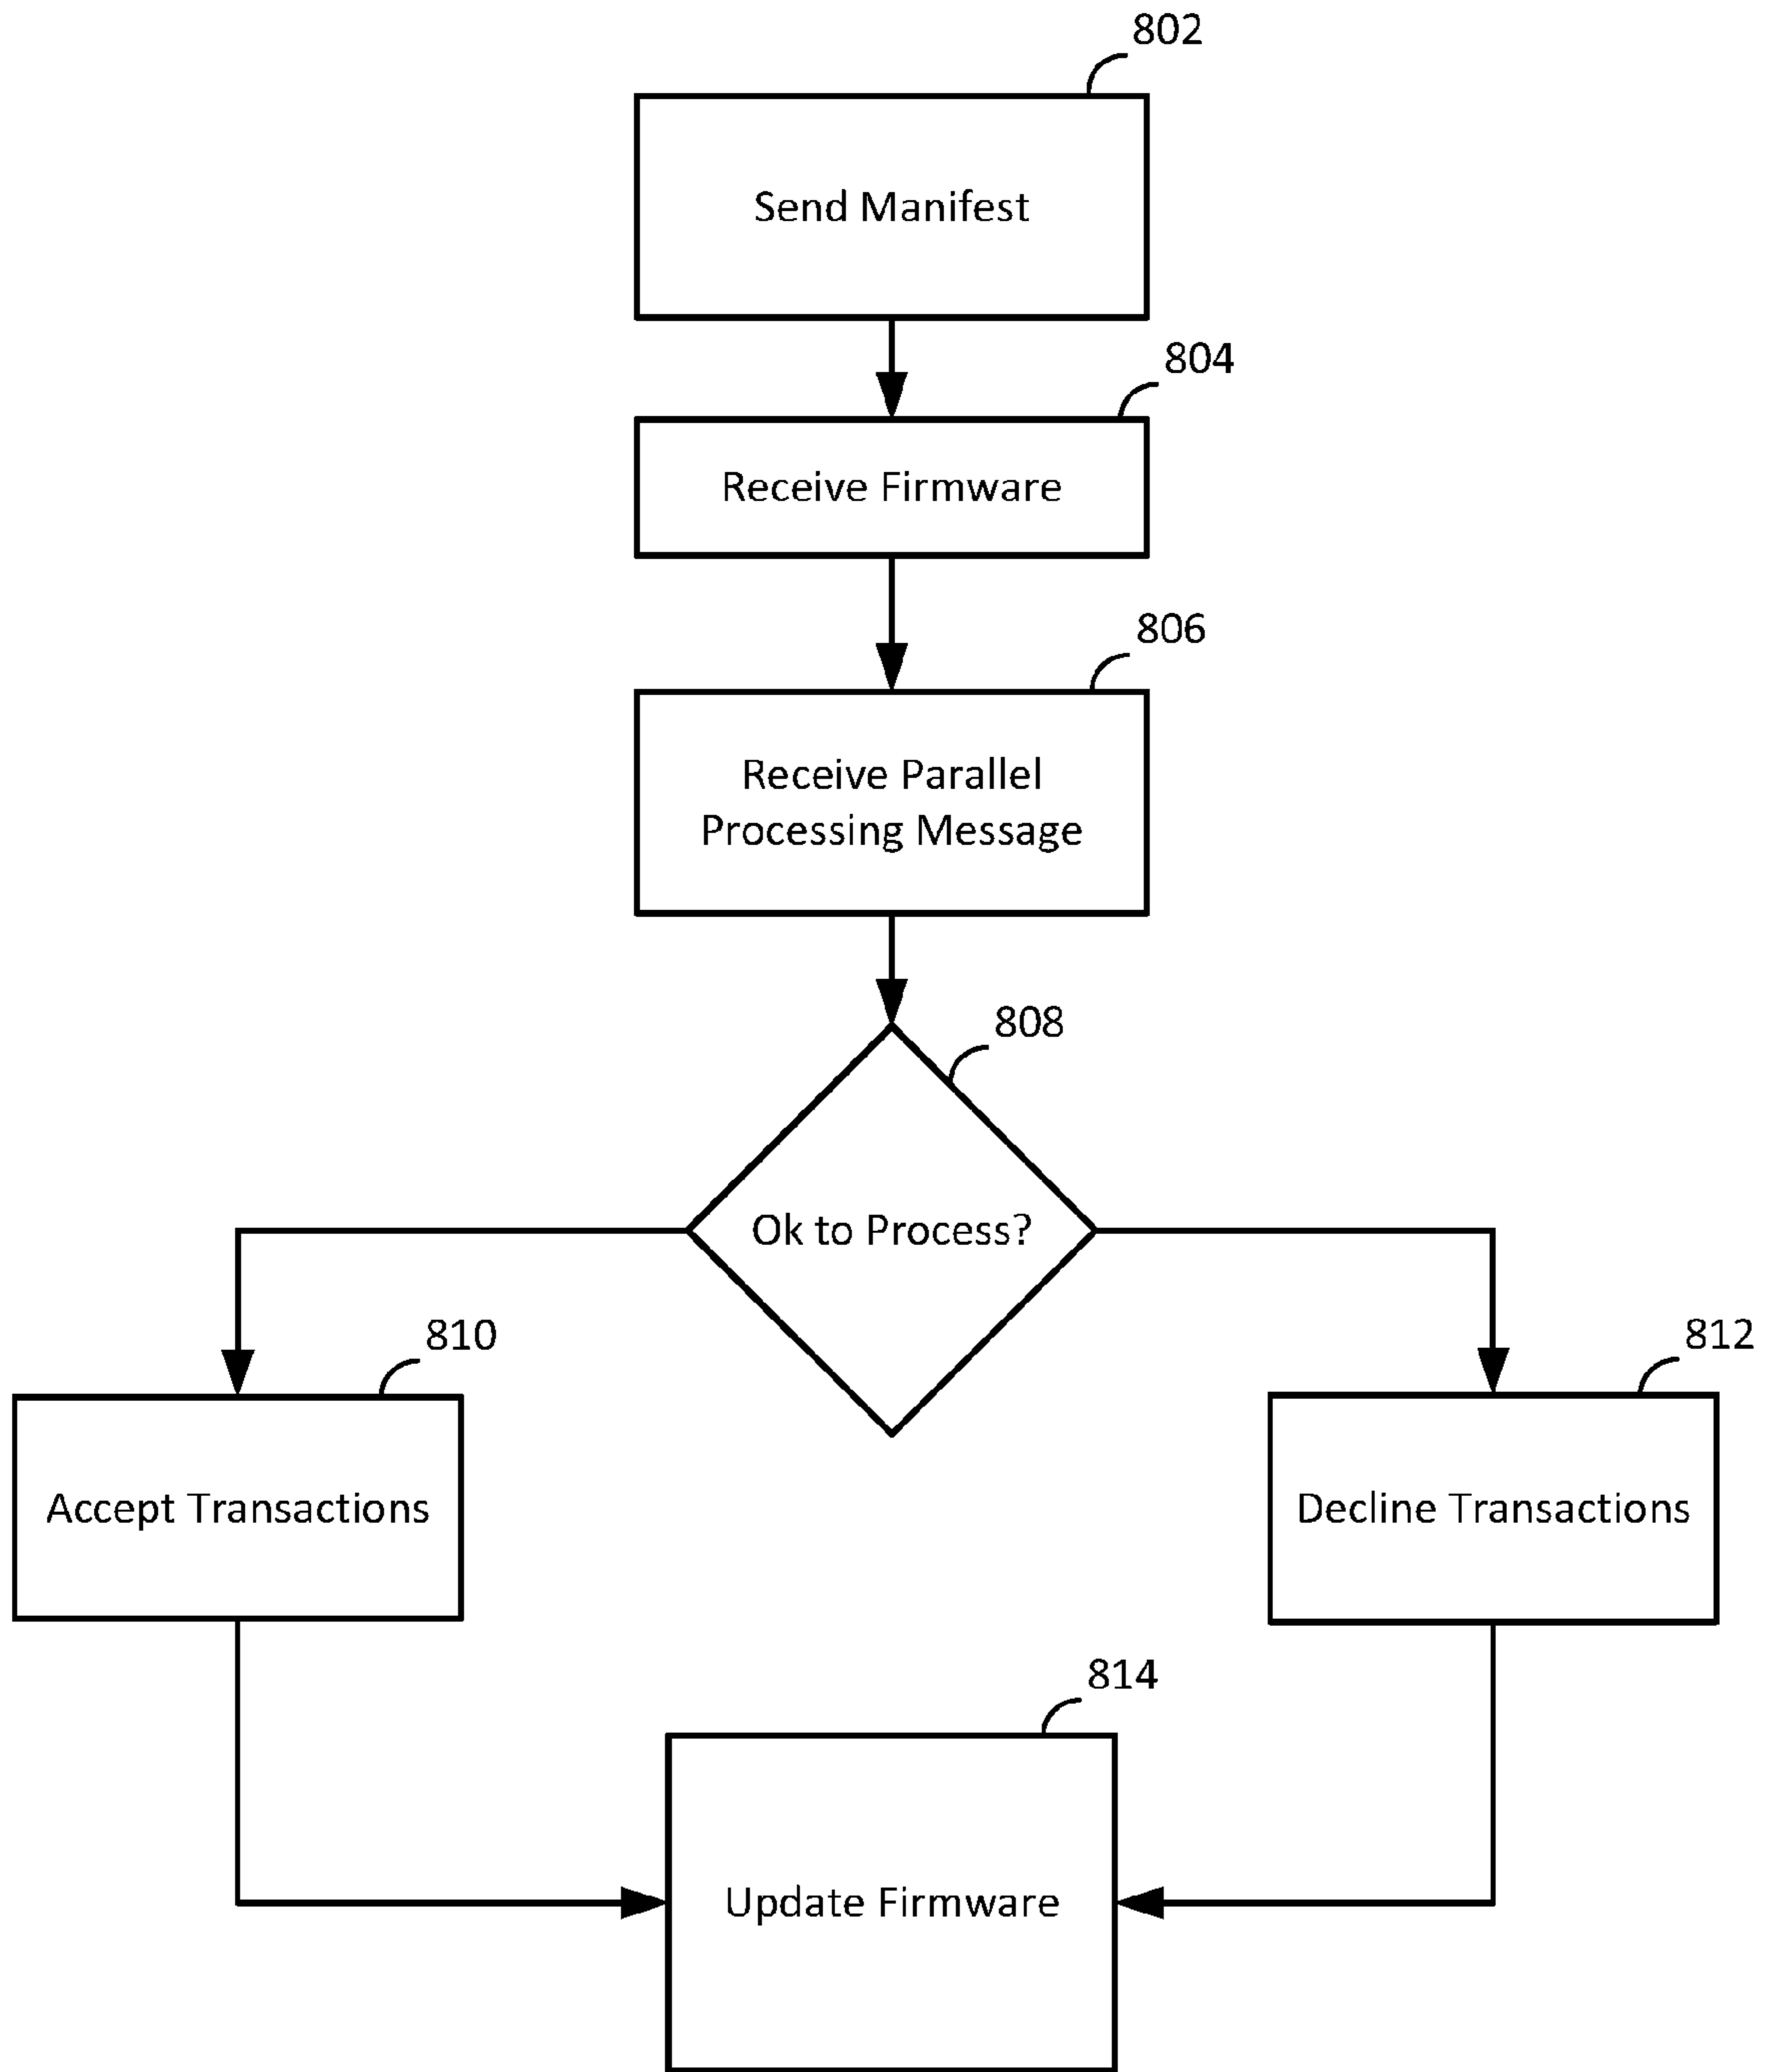 802
Send Manifest
804
Receive Firmware
806
Receive Parallel
Processing Message
808
Ok to Process?
810
Accept Transactions
812
Decline Transactions
814
Update Firmware